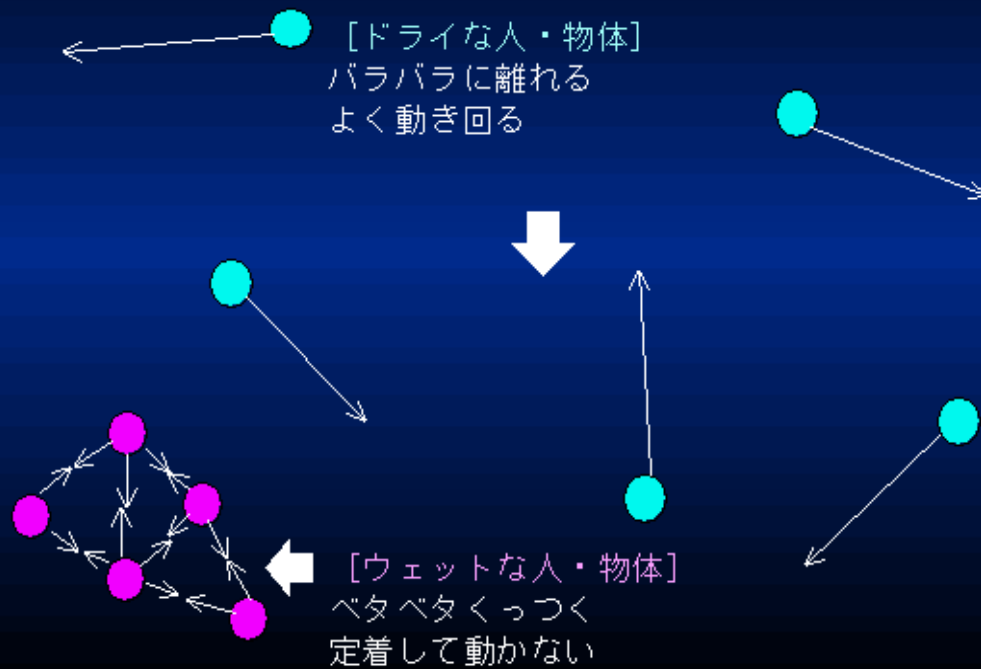 [ドライな人・物体]
バラバラに離れる
よく動き回る
[ウェットな人・物体]
ベタベタくっつく
定着して動かない